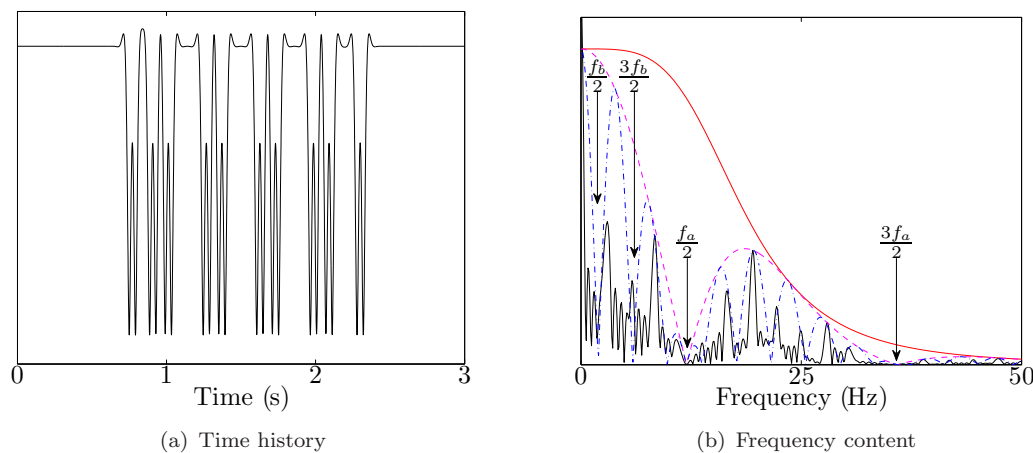 0 1 2 3
Time (s)
(a) Time history
f_b/2 3f_b/2
f_a/2 3f_a/2
0 25 50
Frequency (Hz)
(b) Frequency content